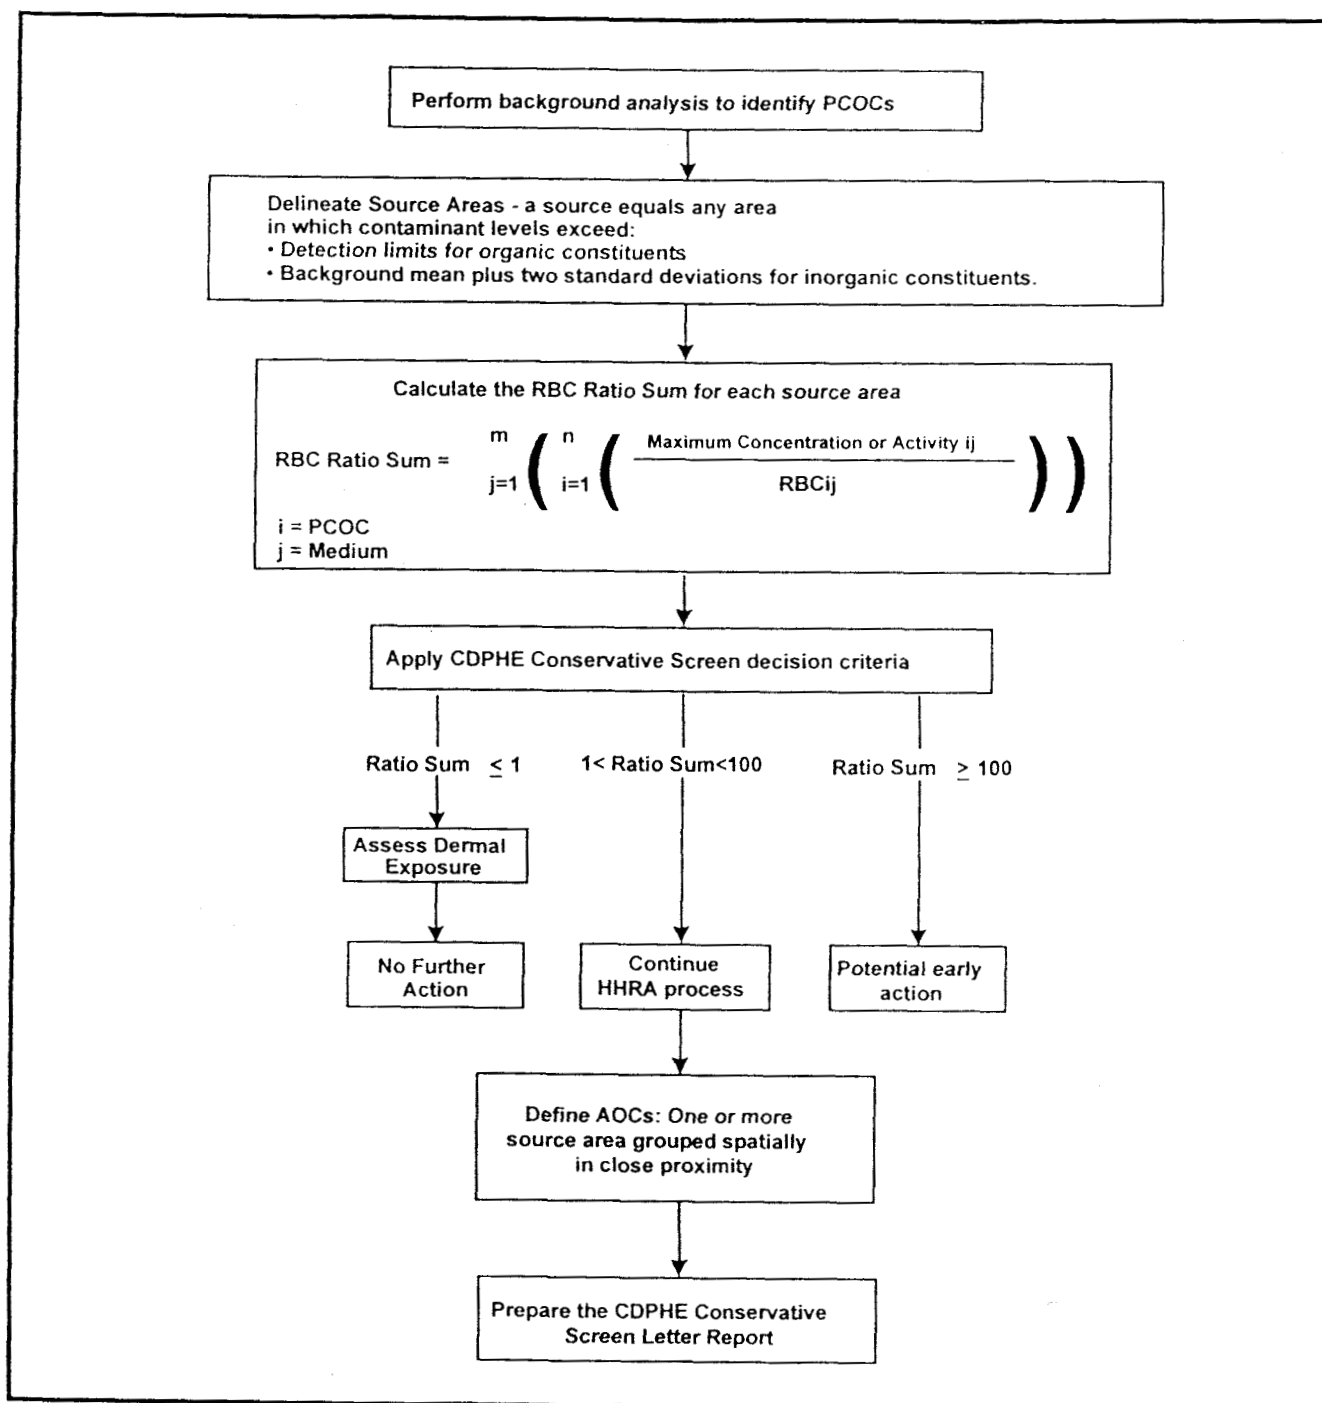 Perform background analysis to identify PCOCs
Delineate Source Areas - a source equals any area
in which contaminant levels exceed:
• Detection limits for organic constituents
• Background mean plus two standard deviations for inorganic constituents.
Calculate the RBC Ratio Sum for each source area
m n Maximum Concentration or Activity ij
RBC Ratio Sum = ( ( ) )
j=1 i=1 RBCij
i = PCOC
j = Medium
Apply CDPHE Conservative Screen decision criteria
Ratio Sum ≤ 1 1< Ratio Sum<100 Ratio Sum ≥ 100
Assess Dermal
Exposure
No Further
Action
Continue
HHRA process
Potential early
action
Define AOCs: One or more
source area grouped spatially
in close proximity
Prepare the CDPHE Conservative
Screen Letter Report